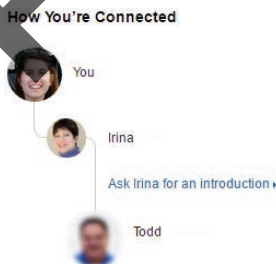 How You're Connected
You
Irina
Ask Irina for an introduction ▸
Todd